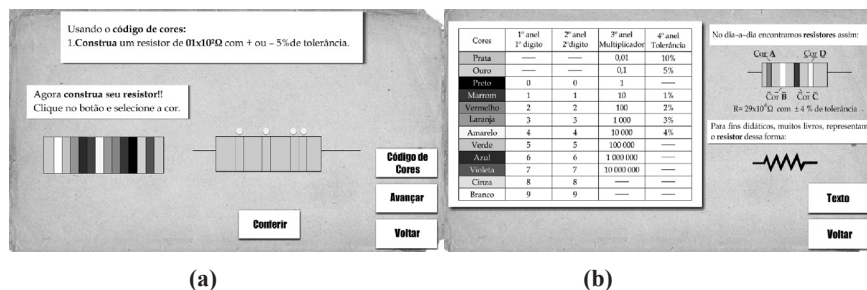 Usando o código de cores:
1.Construa um resistor de 01x10²Ω com + ou – 5%de tolerância.
Agora construa seu resistor!!
Clique no botão e selecione a cor.
Código de
Cores
Avançar
Conferir
Voltar
(a)
Cores 1º anel 1º dígito 2º anel 2ºdígito 3º anel Multiplicador 4º anel Tolerância
Prata —— —— 0,01 10%
Ouro —— —— 0,1 5%
Preto 0 0 1 ——
Marrom 1 1 10 1%
Vermelho 2 2 100 2%
Laranja 3 3 1 000 3%
Amarelo 4 4 10 000 4%
Verde 5 5 100 000 ——
Azul 6 6 1 000 000 ——
Violeta 7 7 10 000 000 ——
Cinza 8 8 —— ——
Branco 9 9 —— ——
No dia–a–dia encontramos resistores assim:
Cor A Cor D
Cor B Cor C
com ± 4 % de tolerância
Para fins didáticos, muitos livros, representam
o resistor dessa forma:
Texto
Voltar
(b)